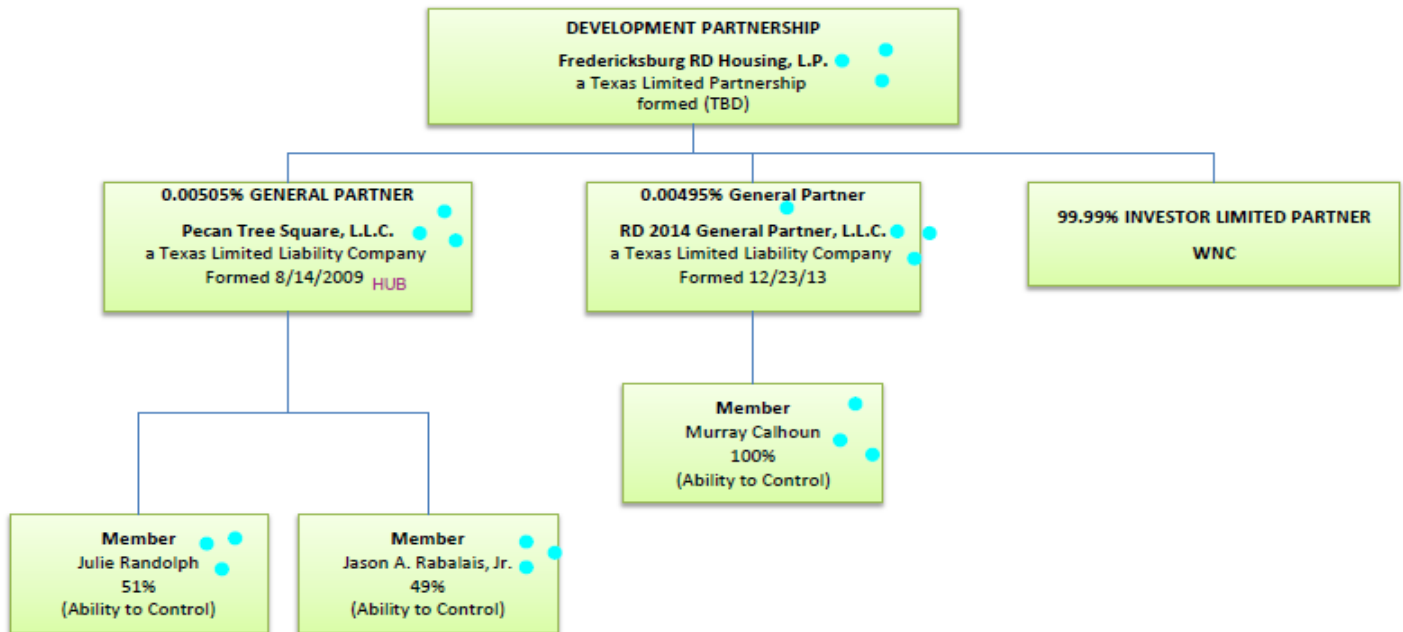 DEVELOPMENT PARTNERSHIP
Fredericksburg RD Housing, L.P.
a Texas Limited Partnership
formed (TBD)
0.00505% GENERAL PARTNER
Pecan Tree Square, L.L.C.
a Texas Limited Liability Company
Formed 8/14/2009 HUB
0.00495% General Partner
RD 2014 General Partner, L.L.C.
a Texas Limited Liability Company
Formed 12/23/13
99.99% INVESTOR LIMITED PARTNER
WNC
Member
Murray Calhoun
100%
(Ability to Control)
Member
Julie Randolph
51%
(Ability to Control)
Member
Jason A. Rabalais, Jr.
49%
(Ability to Control)